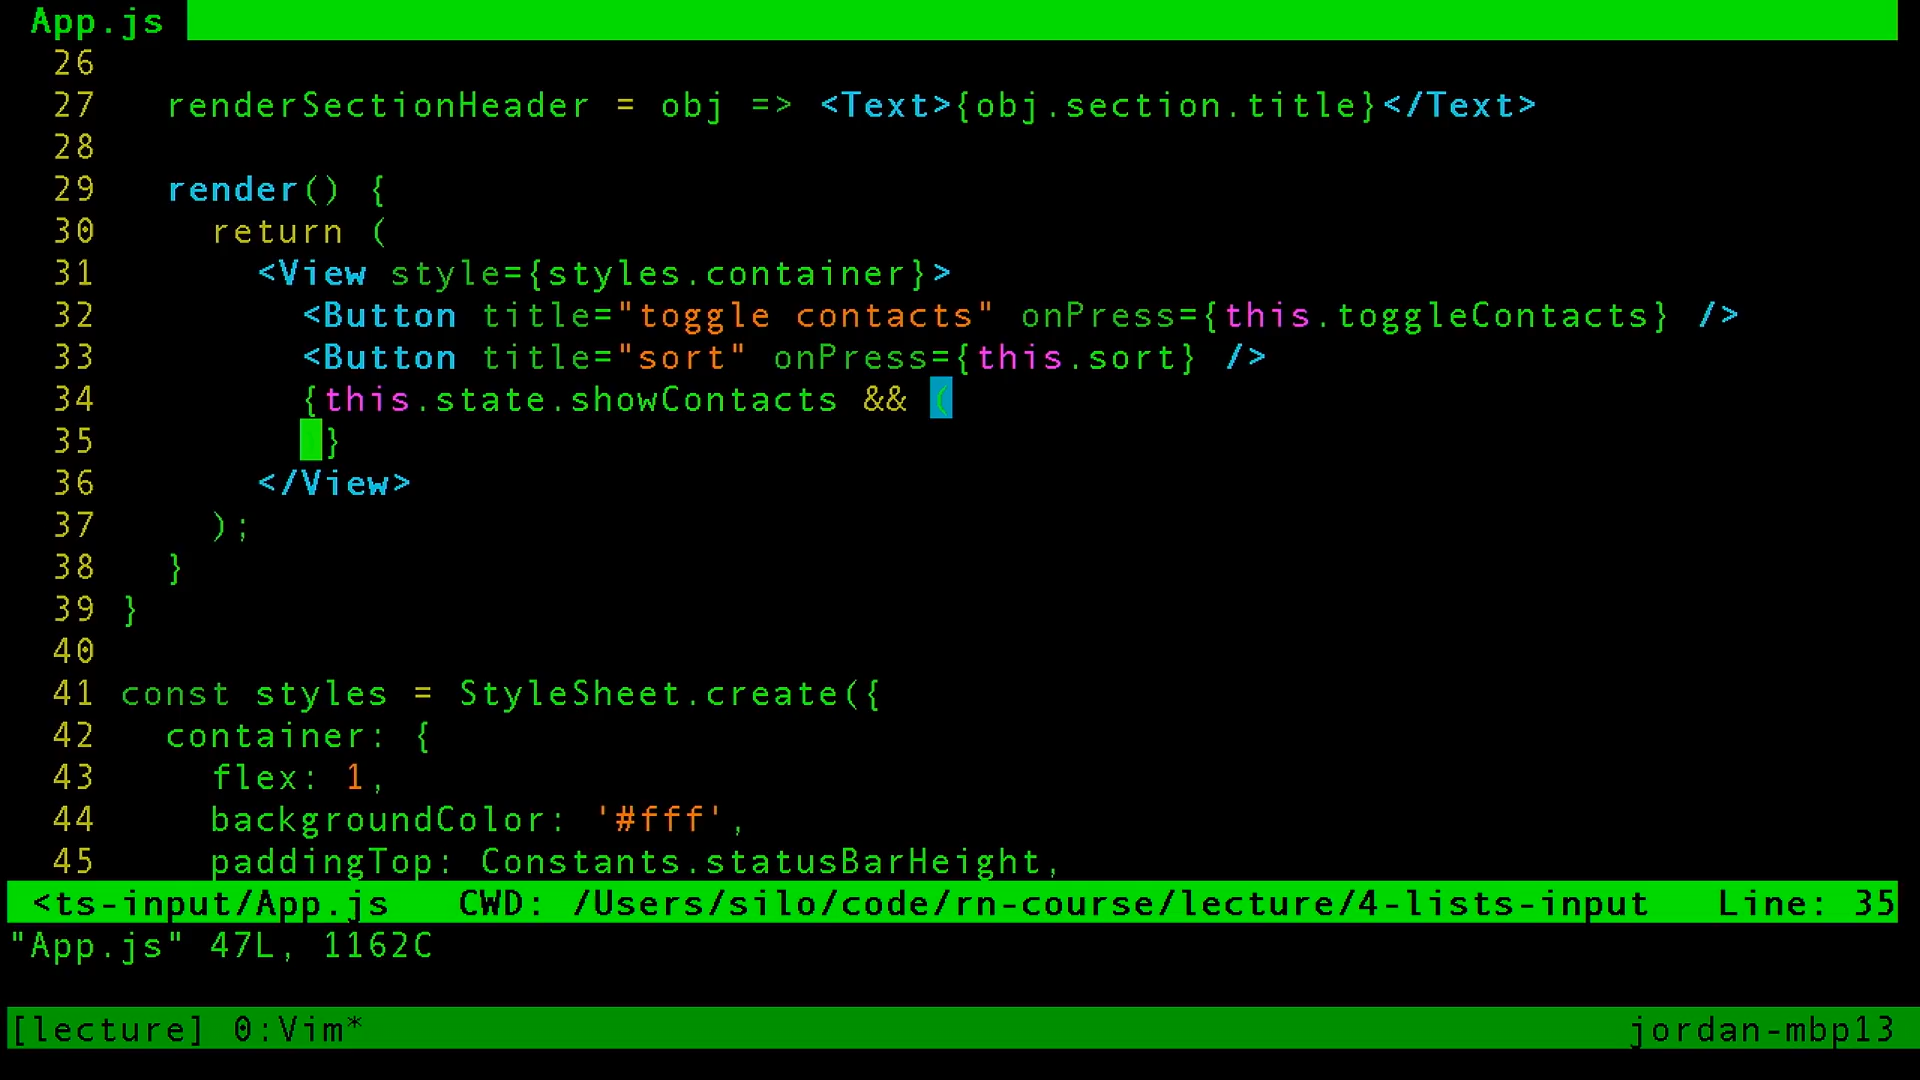 App.js
26
27   renderSectionHeader = obj => <Text>{obj.section.title}</Text>
28
29   render() {
30     return (
31       <View style={styles.container}>
32         <Button title="toggle contacts" onPress={this.toggleContacts} />
33         <Button title="sort" onPress={this.sort} />
34         {this.state.showContacts && (
35         )}
36       </View>
37     );
38   }
39 }
40
41 const styles = StyleSheet.create({
42   container: {
43     flex: 1,
44     backgroundColor: '#fff',
45     paddingTop: Constants.statusBarHeight,
<ts-input/App.js   CWD: /Users/silo/code/rn-course/lecture/4-lists-input   Line: 35
"App.js" 47L, 1162C
[lecture] 0:Vim*   jordan-mbp13